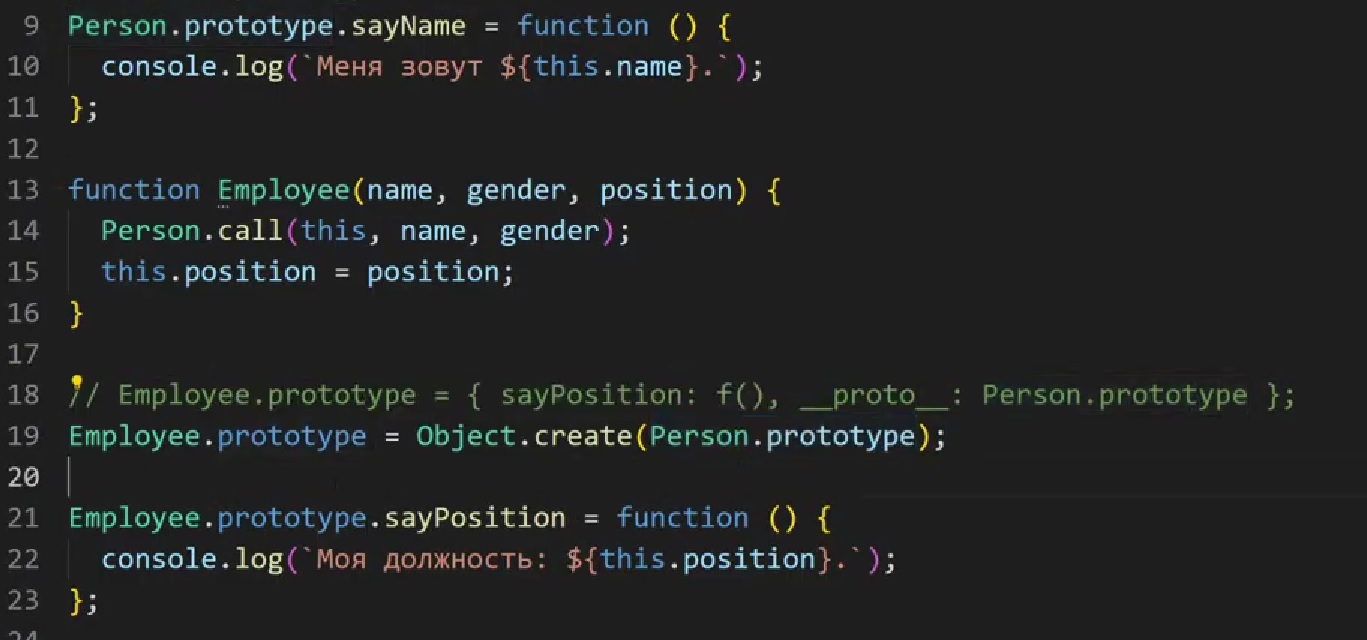 9 Person.prototype.sayName = function () {
10 console.log(`Меня зовут ${this.name}.`);
11 };
12
13 function Employee(name, gender, position) {
14 Person.call(this, name, gender);
15 this.position = position;
16 }
17
18 // Employee.prototype = { sayPosition: f(), __proto__: Person.prototype };
19 Employee.prototype = Object.create(Person.prototype);
20
21 Employee.prototype.sayPosition = function () {
22 console.log(`Моя должность: ${this.position}.`);
23 };
24